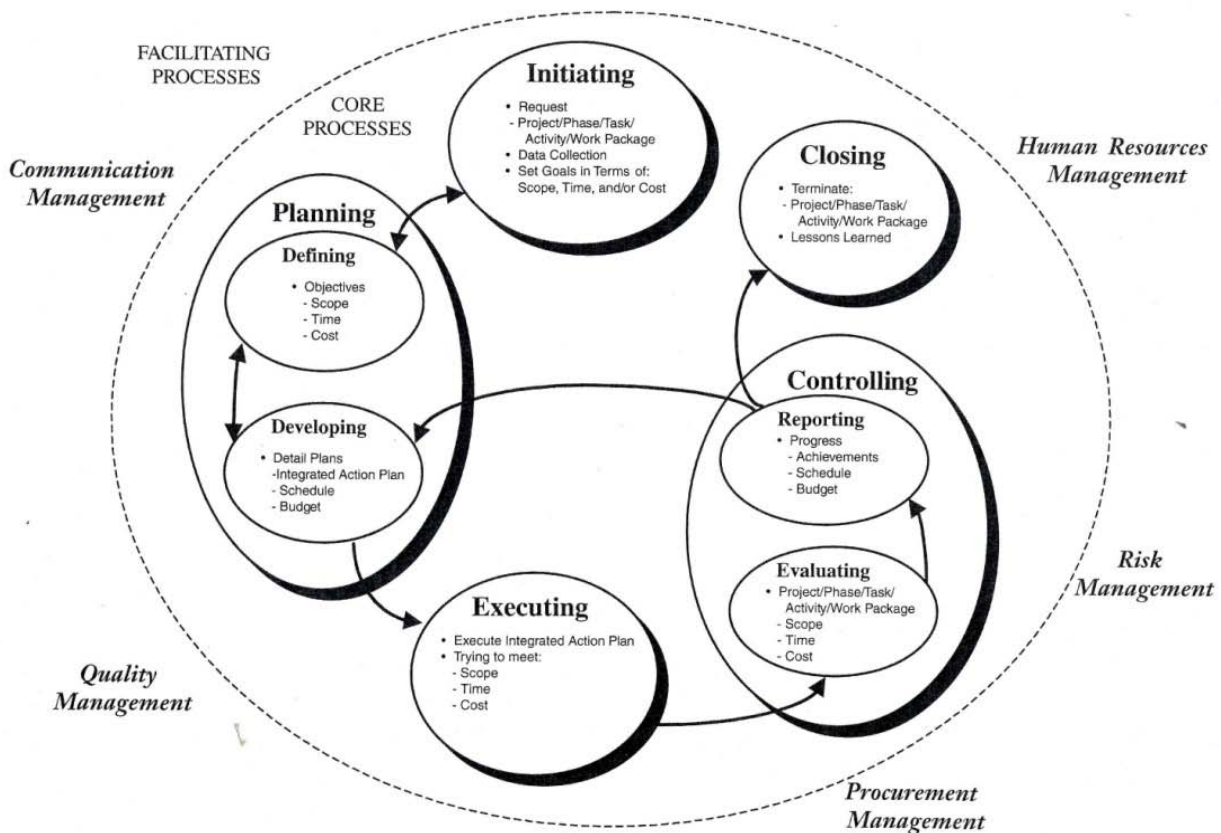 FACILITATING
PROCESSES
CORE
PROCESSES
Initiating
• Request
- Project/Phase/Task/
Activity/Work Package
• Data Collection
• Set Goals in Terms of:
Scope, Time, and/or Cost
Closing
• Terminate:
- Project/Phase/Task/
Activity/Work Package
• Lessons Learned
Human Resources
Management
Communication
Management
Planning
Defining
• Objectives
- Scope
- Time
- Cost
Developing
• Detail Plans
-Integrated Action Plan
- Schedule
- Budget
Controlling
Reporting
• Progress
- Achievements
- Schedule
- Budget
Evaluating
• Project/Phase/Task/
Activity/Work Package
- Scope
- Time
- Cost
Risk
Management
Executing
• Execute Integrated Action Plan
• Trying to meet:
- Scope
- Time
- Cost
Quality
Management
Procurement
Management